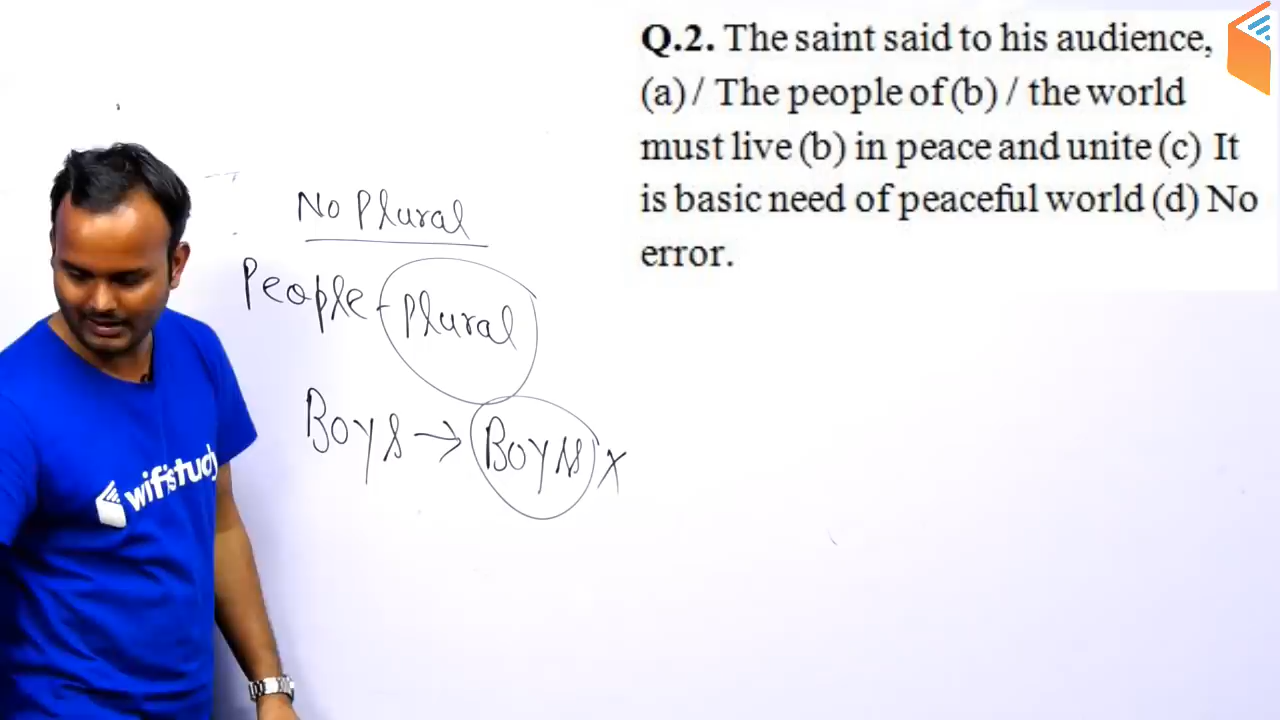 Q.2. The saint said to his audience,
(a) / The people of (b) / the world
must live (b) in peace and unite (c) It
is basic need of peaceful world (d) No
error.
No Plural
People - Plural
Boys → Boys x
wifistudy